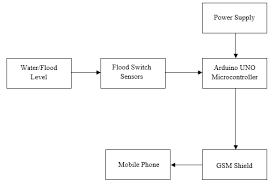 Power Supply
Water/Flood
Level
Flood Switch
Sensors
Arduino UNO
Microcontroller
Mobile Phone
GSM Shield